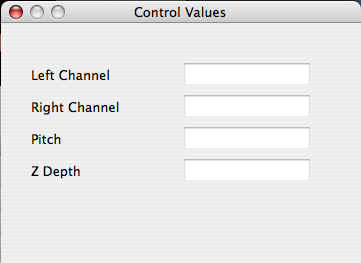 Control Values
Left Channel
Right Channel
Pitch
Z Depth